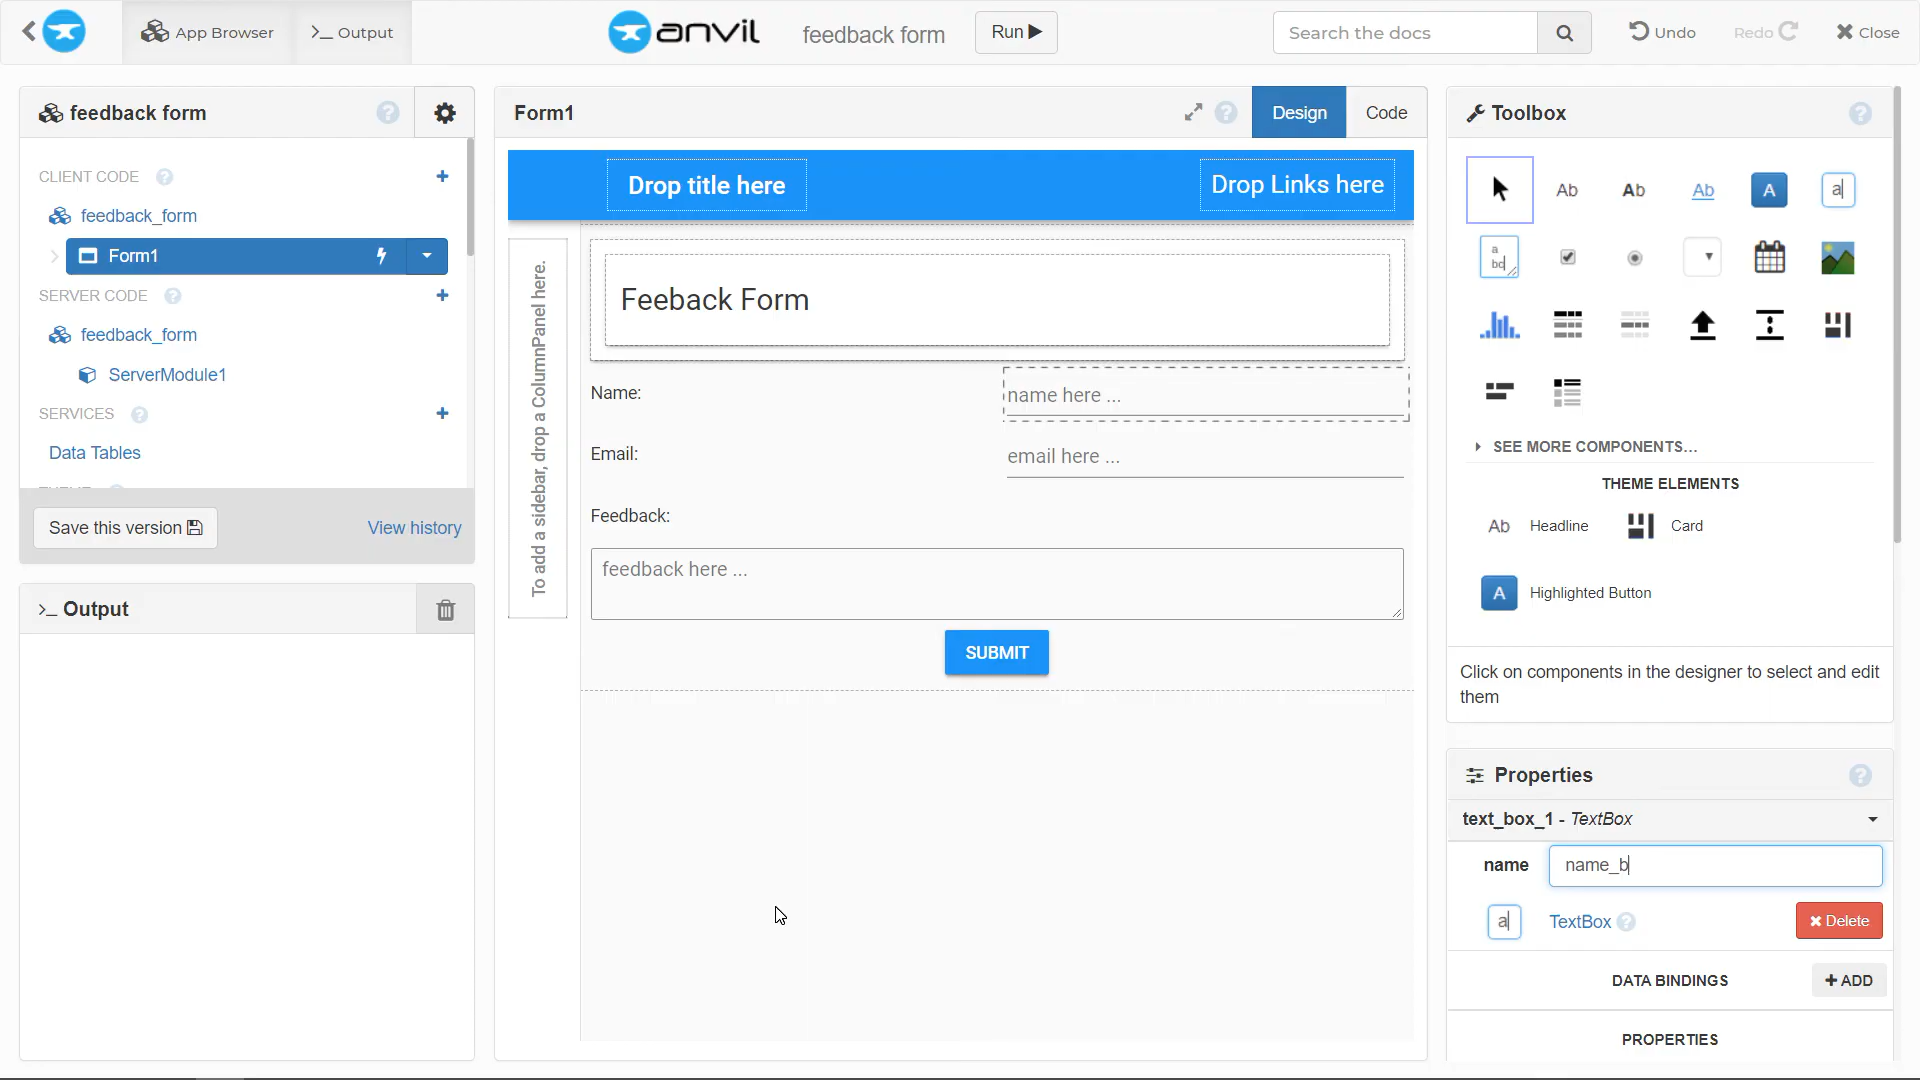 App Browser
>_ Output
anvil
feedback form
Run
Search the docs
Undo
Redo
Close
feedback form
?
CLIENT CODE ?
+
feedback_form
Form1
SERVER CODE ?
+
feedback_form
ServerModule1
SERVICES ?
+
Data Tables
Save this version
View history
>_ Output
Form1
?
Design
Code
Drop title here
Drop Links here
To add a sidebar, drop a ColumnPanel here.
Feeback Form
Name:
name here ...
Email:
email here ...
Feedback:
feedback here ...
SUBMIT
Toolbox
?
Ab
Ab
Ab
A
a
a
bc
SEE MORE COMPONENTS...
THEME ELEMENTS
Ab Headline
Card
A Highlighted Button
Click on components in the designer to select and edit
them
Properties
?
text_box_1 - TextBox
name
name_b
a
TextBox ?
Delete
DATA BINDINGS
+ ADD
PROPERTIES